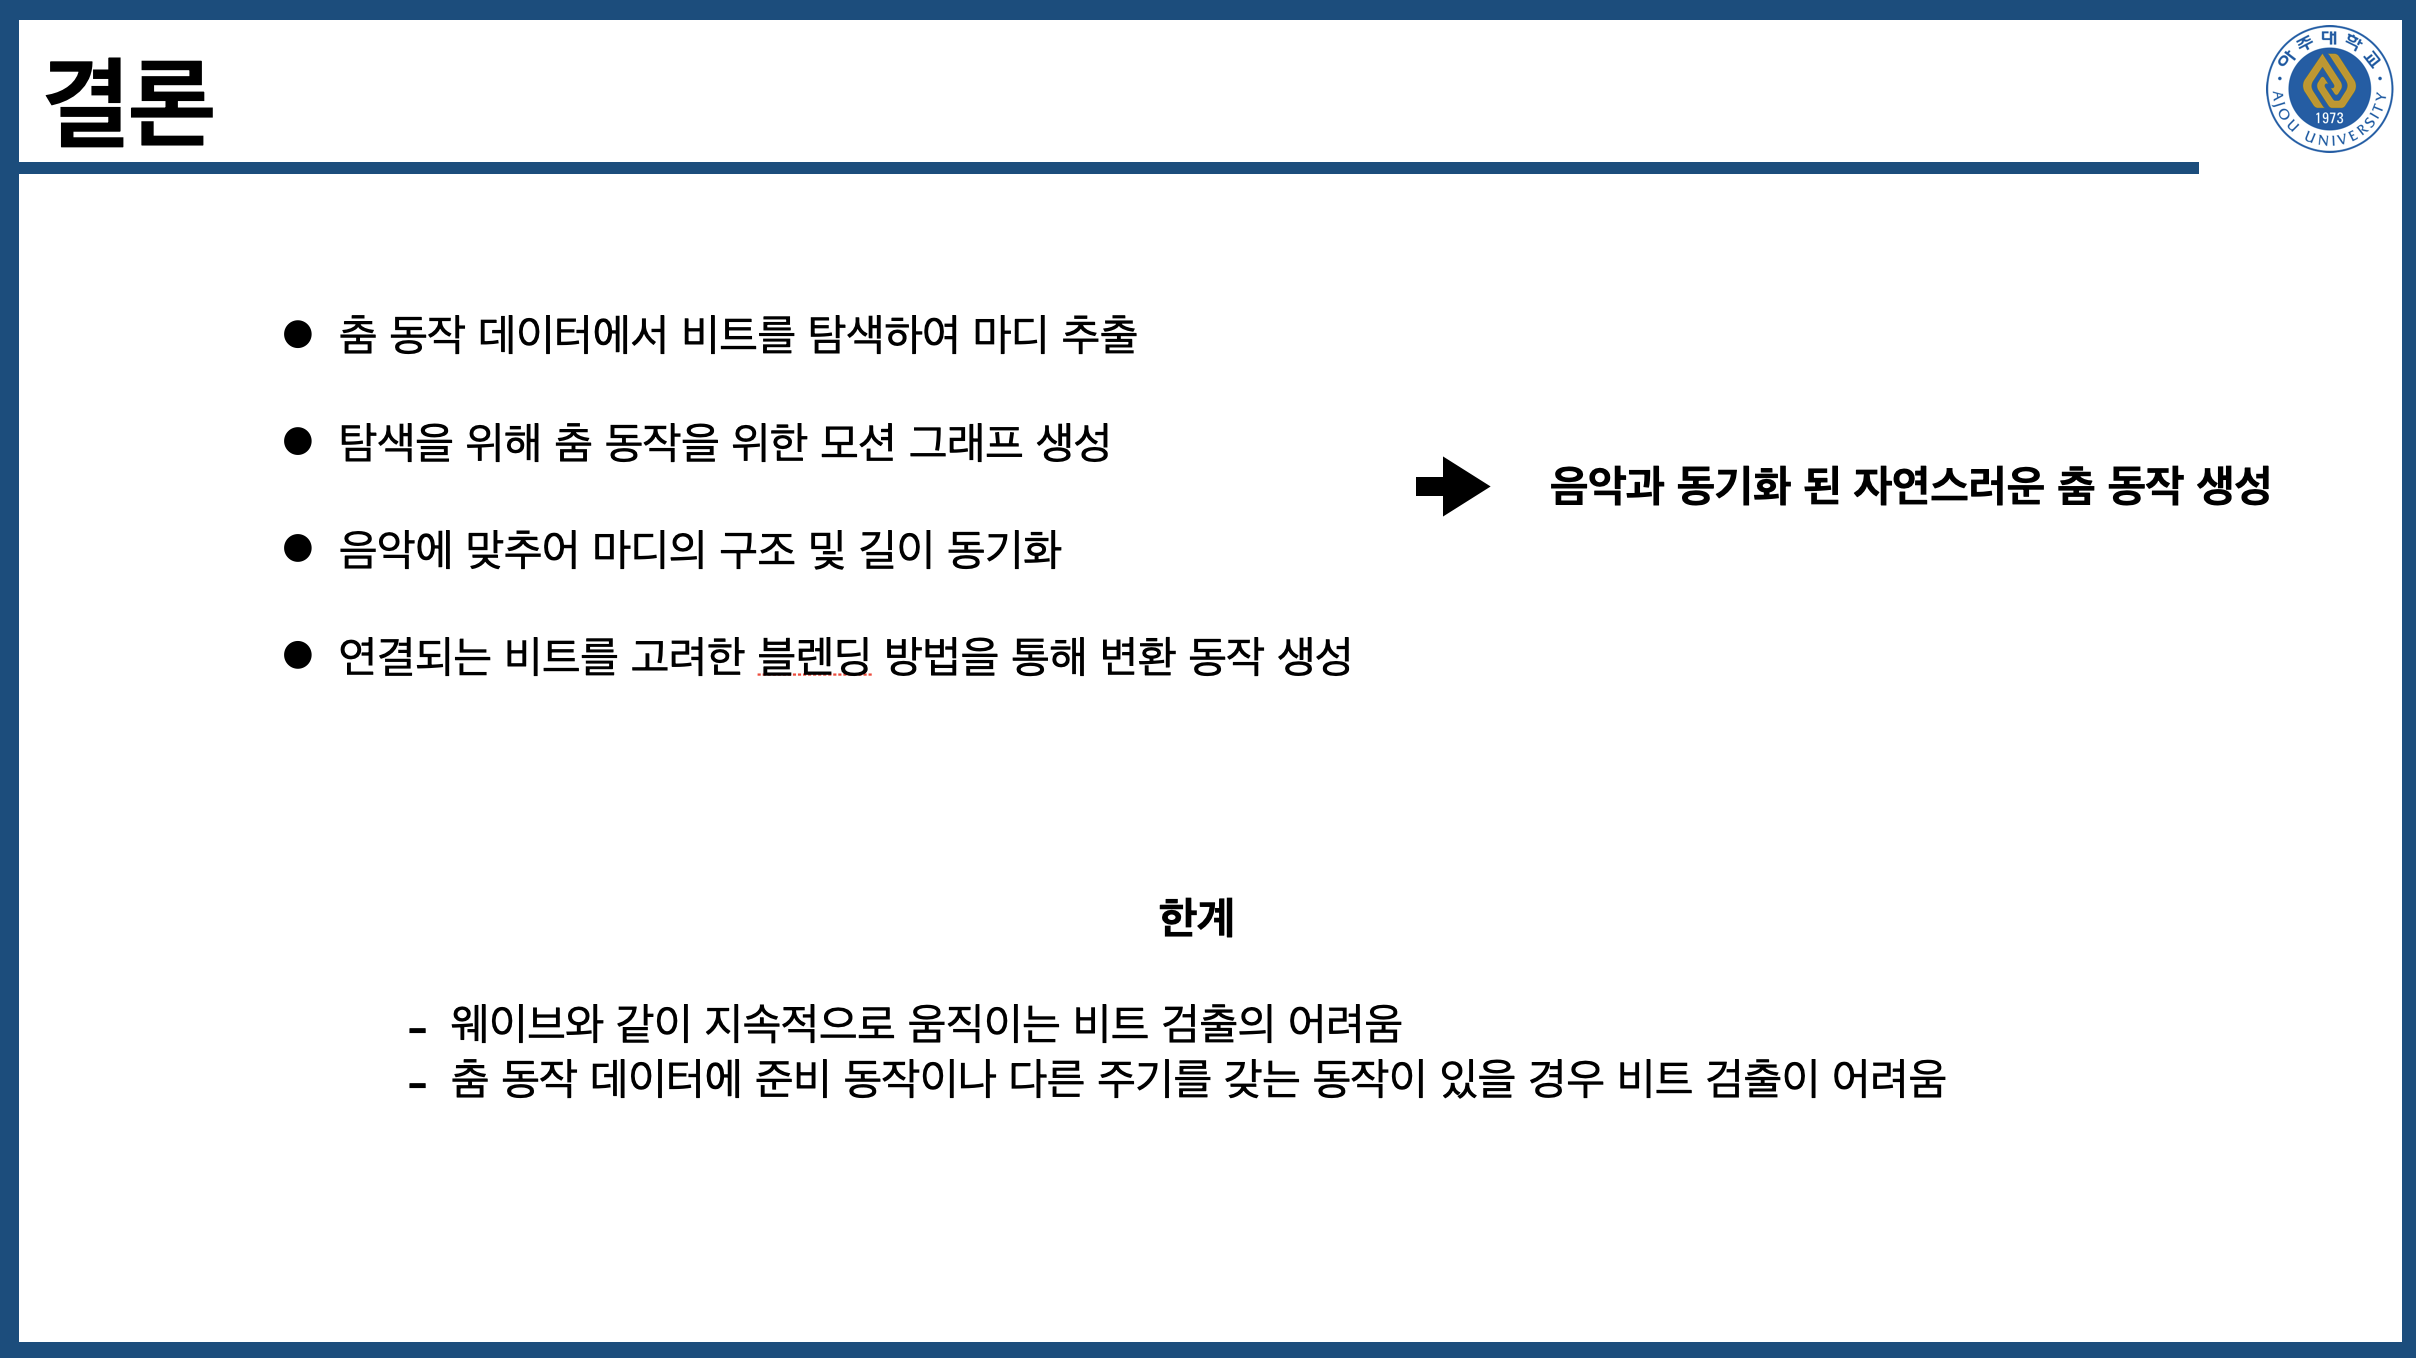 결론
아주대학교
AJOU UNIVERSITY
1973
● 춤 동작 데이터에서 비트를 탐색하여 마디 추출
● 탐색을 위해 춤 동작을 위한 모션 그래프 생성
● 음악에 맞추어 마디의 구조 및 길이 동기화
● 연결되는 비트를 고려한 블렌딩 방법을 통해 변환 동작 생성
음악과 동기화 된 자연스러운 춤 동작 생성
한계
- 웨이브와 같이 지속적으로 움직이는 비트 검출의 어려움
- 춤 동작 데이터에 준비 동작이나 다른 주기를 갖는 동작이 있을 경우 비트 검출이 어려움